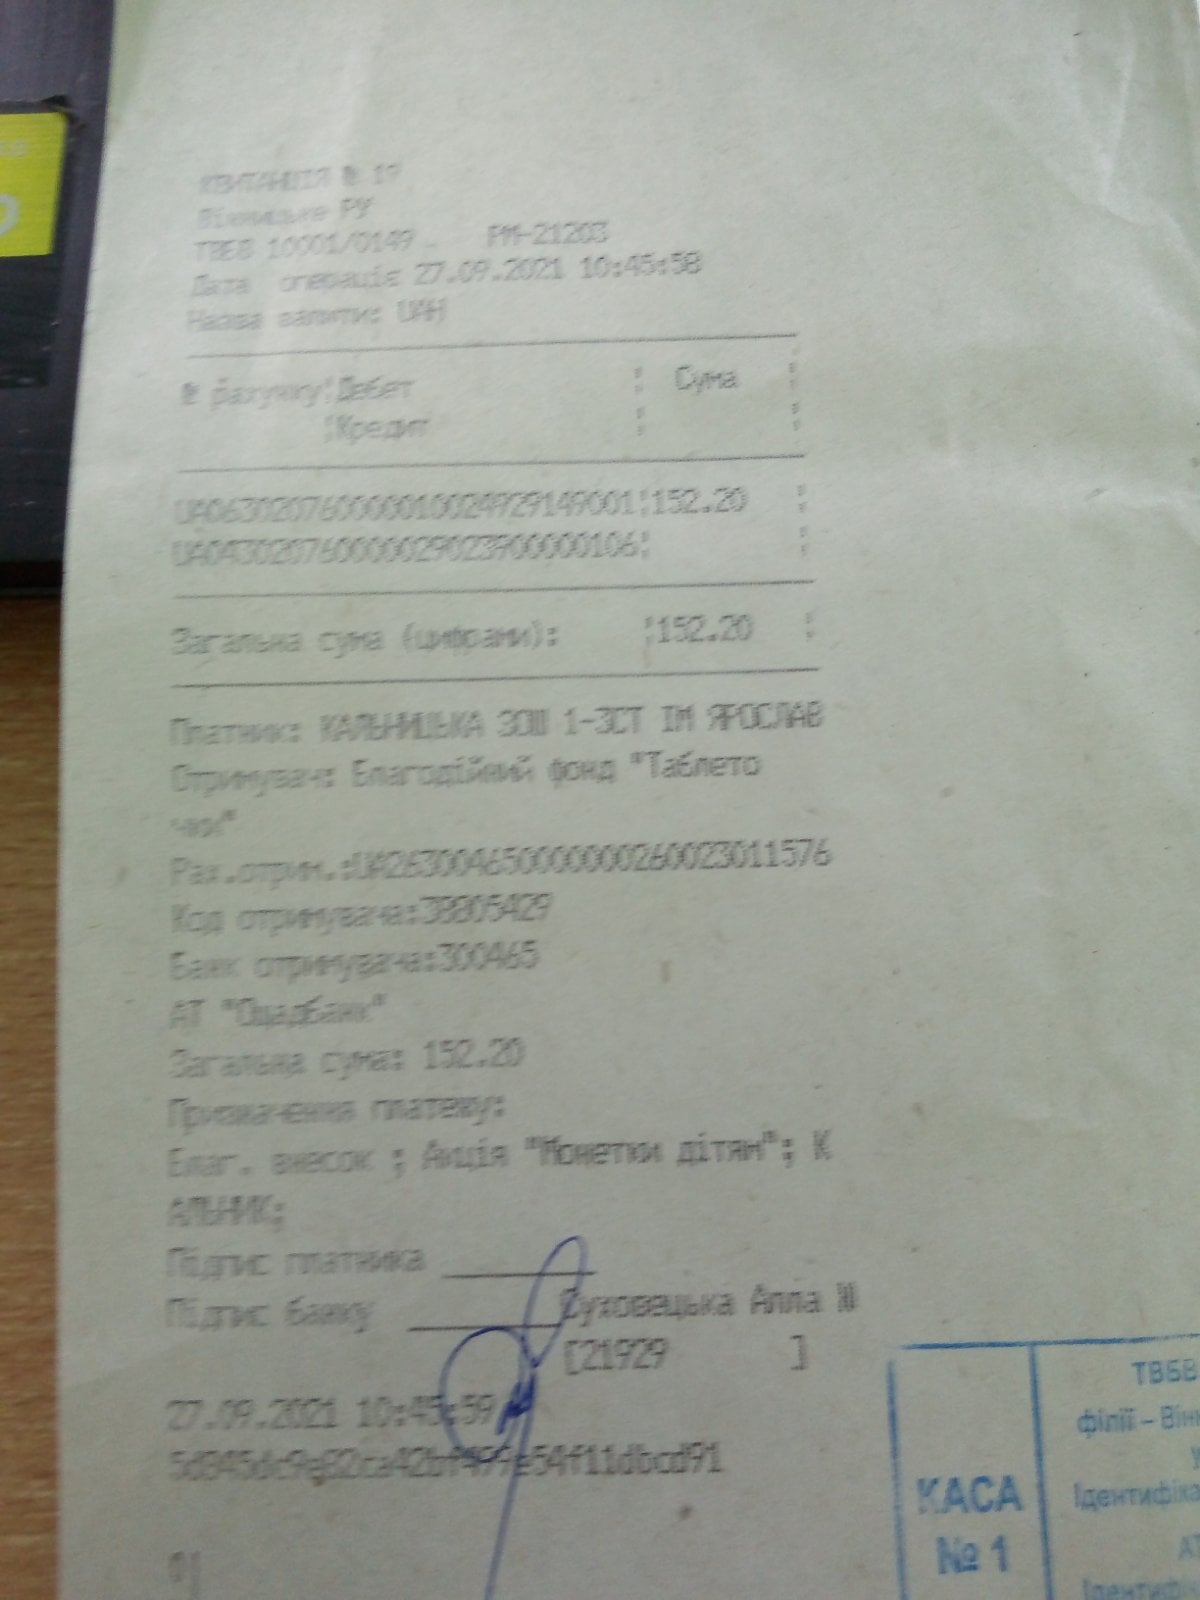 КВИТАНЦІЯ № 19
Вінницьке РУ
ТВБВ 10001/0149 - РМ-21203
Дата операції 27.09.2021 10:45:58
Назва валюти: UAH
№ рахунку¦Дебет ¦ Сума ¦
¦Кредит ¦ ¦
UA063020760000010024929149001¦152.20 ¦
UA043020760000029023900000106¦ ¦
Загальна сума (цифрами): ¦152.20 ¦
Платник: КАЛЬНИЦЬКА ЗОШ 1-3СТ ІМ ЯРОСЛАВ
Отримувач: Благодійний фонд "Таблето
чки"
Рах.отрим.:UA263004650000000260023011576
Код отримувача:38805429
Банк отримувача:300465
АТ "Ощадбанк"
Загальна сума: 152.20
Призначення платежу:
Благ. внесок ; Акція "Монетки дітям"; К
АЛЬНИК;
Підпис платника
Підпис банку Суховецька Алла Ю
[21929 ]
27.09.2021 10:45:59
ТВБВ
філії – Вінн
Ідентифіка
КАСА
№ 1
АТ
Ідентифік